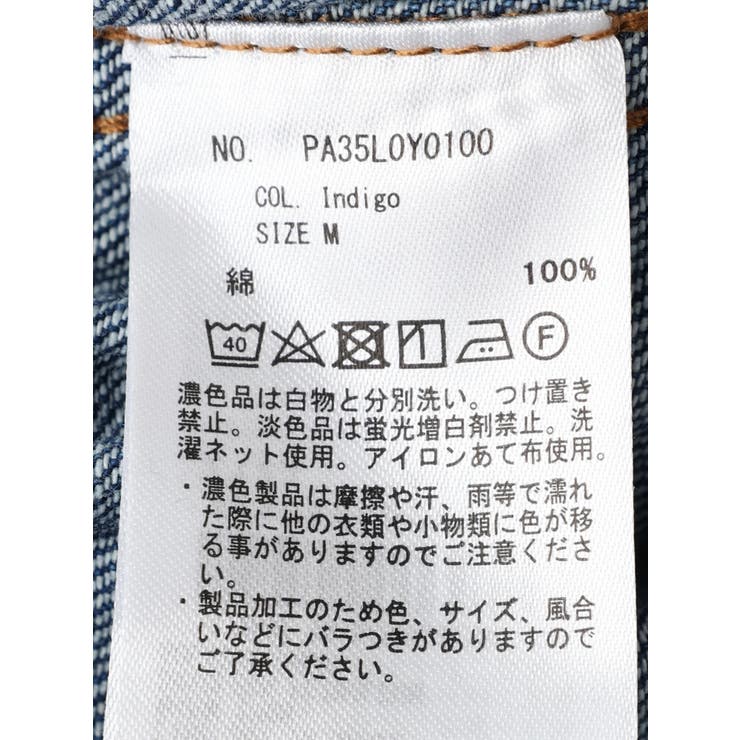 NO. PA35L0Y0100
COL. Indigo
SIZE M
綿 100%
40 F
濃色品は白物と分別洗い。つけ置き
禁止。淡色品は蛍光増白剤禁止。洗
濯ネット使用。アイロンあて布使用。
・濃色製品は摩擦や汗、雨等で濡れ
た際に他の衣類や小物類に色が移
る事がありますのでご注意くださ
い。
・製品加工のため色、サイズ、風合
いなどにバラつきがありますので
ご了承ください。